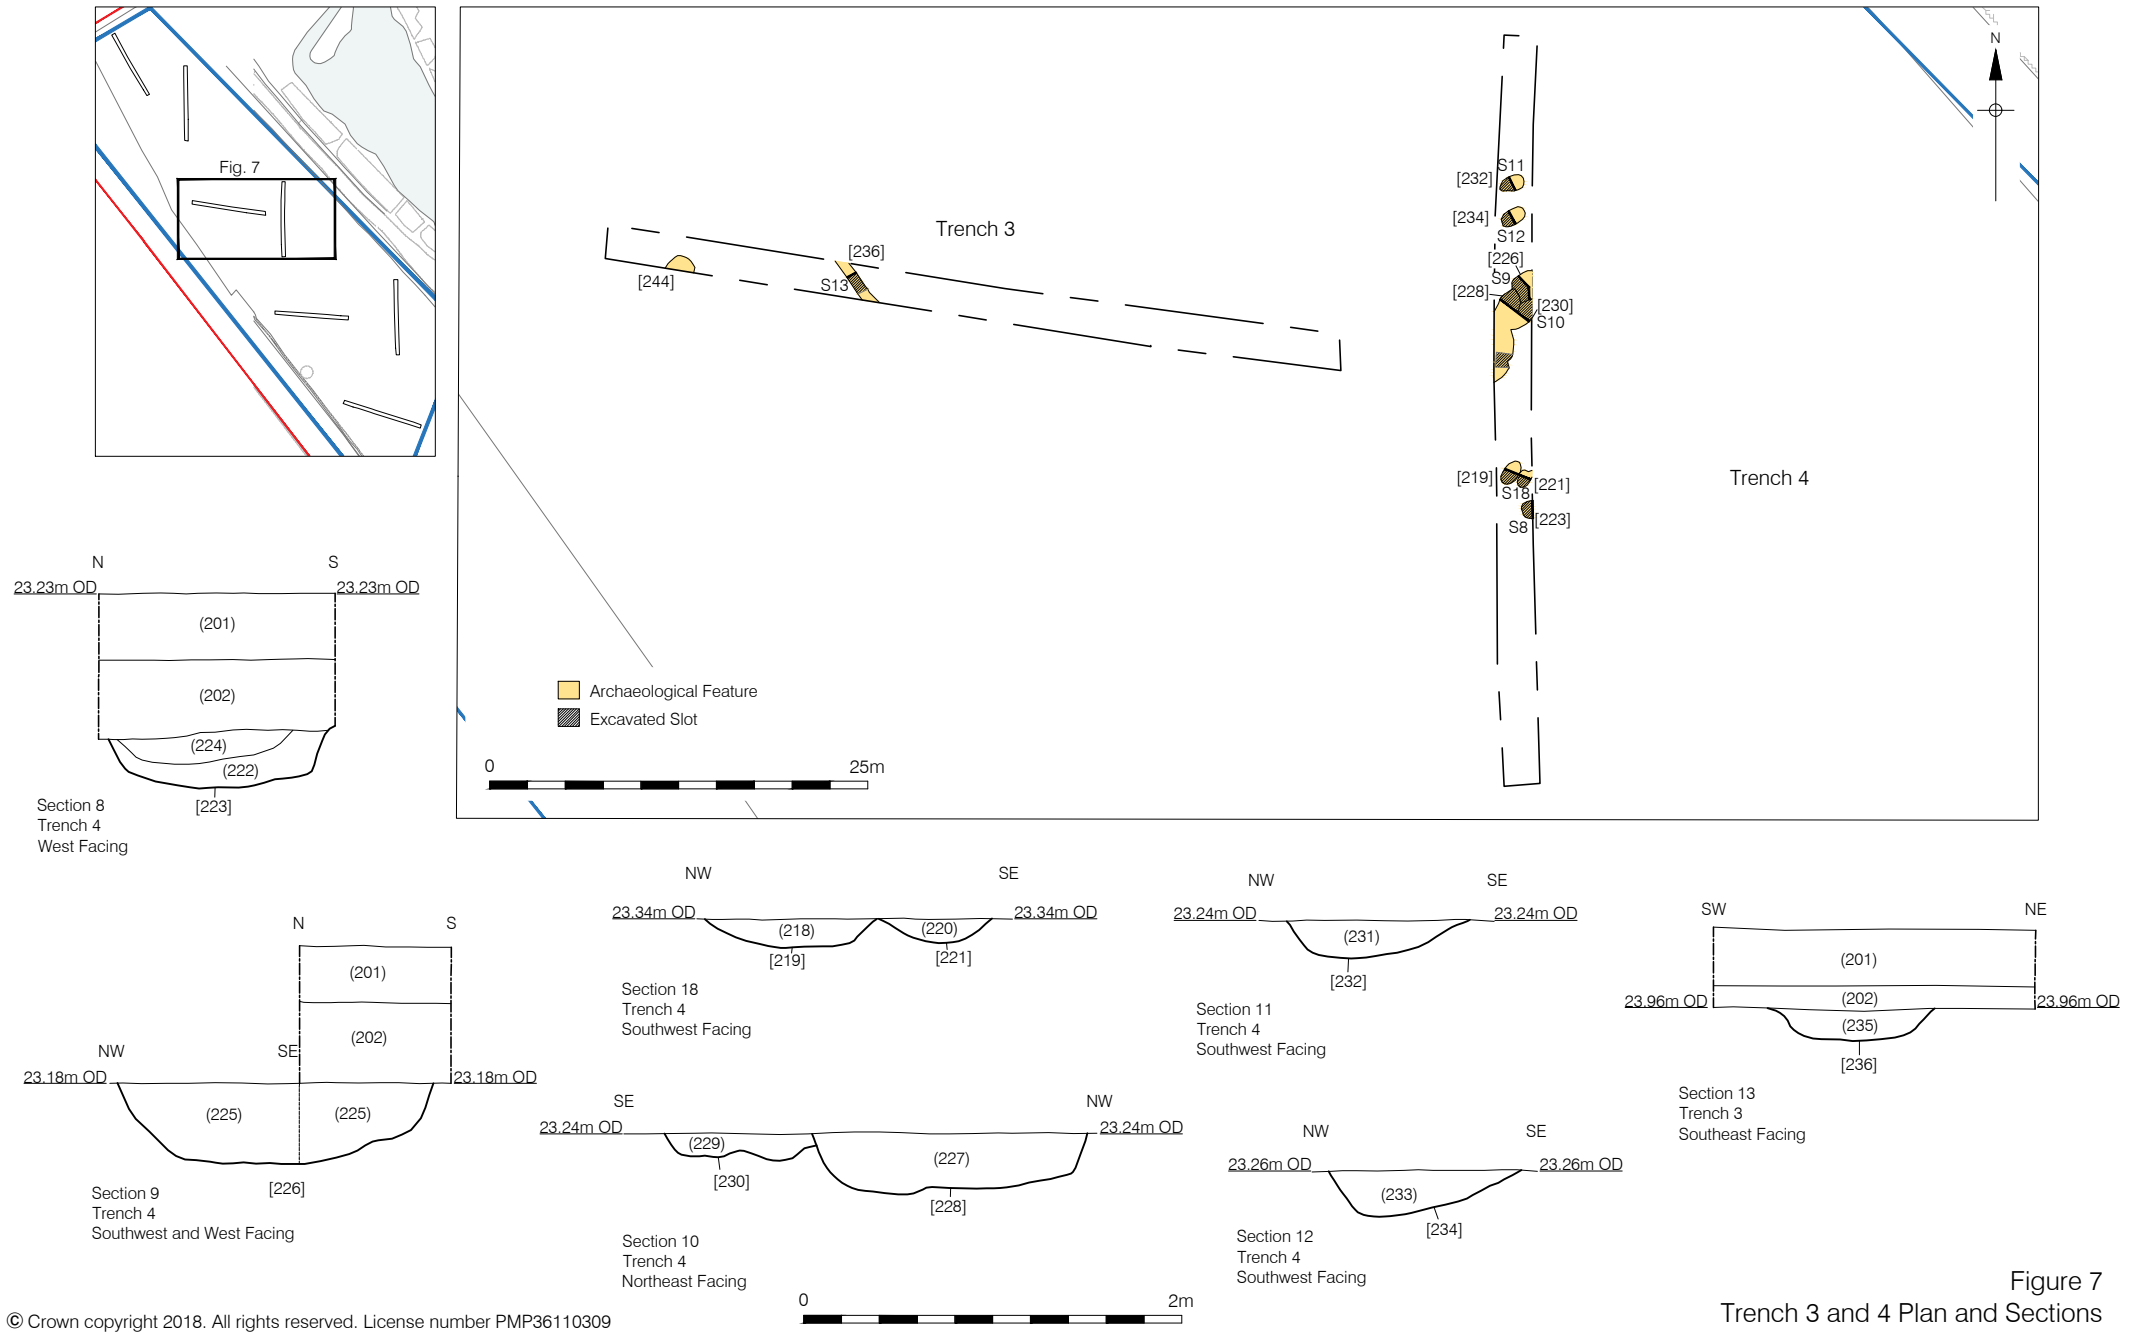 Fig. 7
N
Trench 3
Trench 4
[244]
[236]
S13
S11
[232]
[234]
S12
[226]
S9
[228]
[230]
S10
[219]
[221]
S18
[223]
S8
Archaeological Feature
Excavated Slot
0 25m
N S
23.23m OD 23.23m OD
(201)
(202)
(224)
(222)
[223]
Section 8
Trench 4
West Facing
N S
(201)
(202)
NW SE
23.18m OD 23.18m OD
(225) (225)
[226]
Section 9
Trench 4
Southwest and West Facing
NW SE
23.34m OD 23.34m OD
(218) (220)
[219] [221]
Section 18
Trench 4
Southwest Facing
SE NW
23.24m OD 23.24m OD
(229) (227)
[230] [228]
Section 10
Trench 4
Northeast Facing
NW SE
23.24m OD 23.24m OD
(231)
[232]
Section 11
Trench 4
Southwest Facing
NW SE
23.26m OD 23.26m OD
(233)
[234]
Section 12
Trench 4
Southwest Facing
SW NE
(201)
(202)
23.96m OD 23.96m OD
(235)
[236]
Section 13
Trench 3
Southeast Facing
0 2m
© Crown copyright 2018. All rights reserved. License number PMP36110309
Figure 7
Trench 3 and 4 Plan and Sections